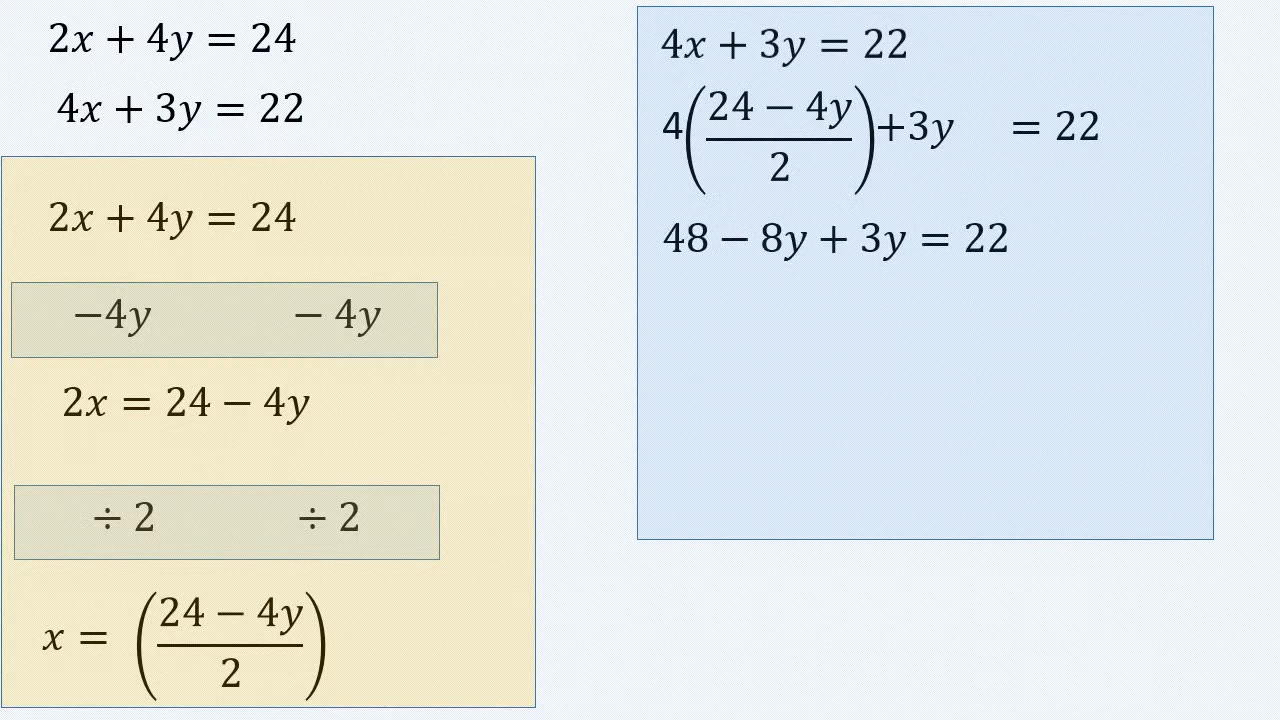 2x + 4y = 24
4x + 3y = 22
2x + 4y = 24
−4y − 4y
2x = 24 − 4y
÷ 2 ÷ 2
x = ((24 − 4y)/2)
4x + 3y = 22
4((24 − 4y)/2)+3y = 22
48 − 8y + 3y = 22